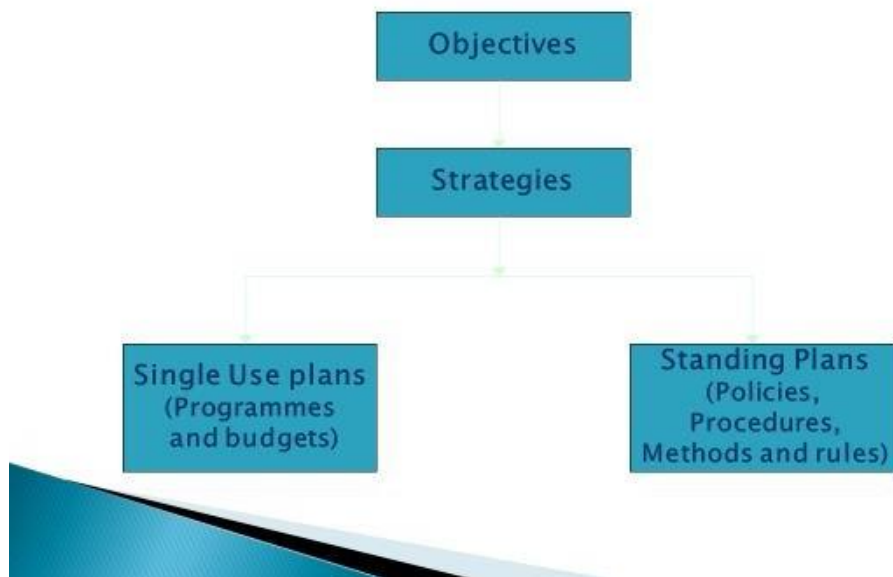 Objectives
Strategies
Single Use plans
(Programmes
and budgets)
Standing Plans
(Policies,
Procedures,
Methods and rules)